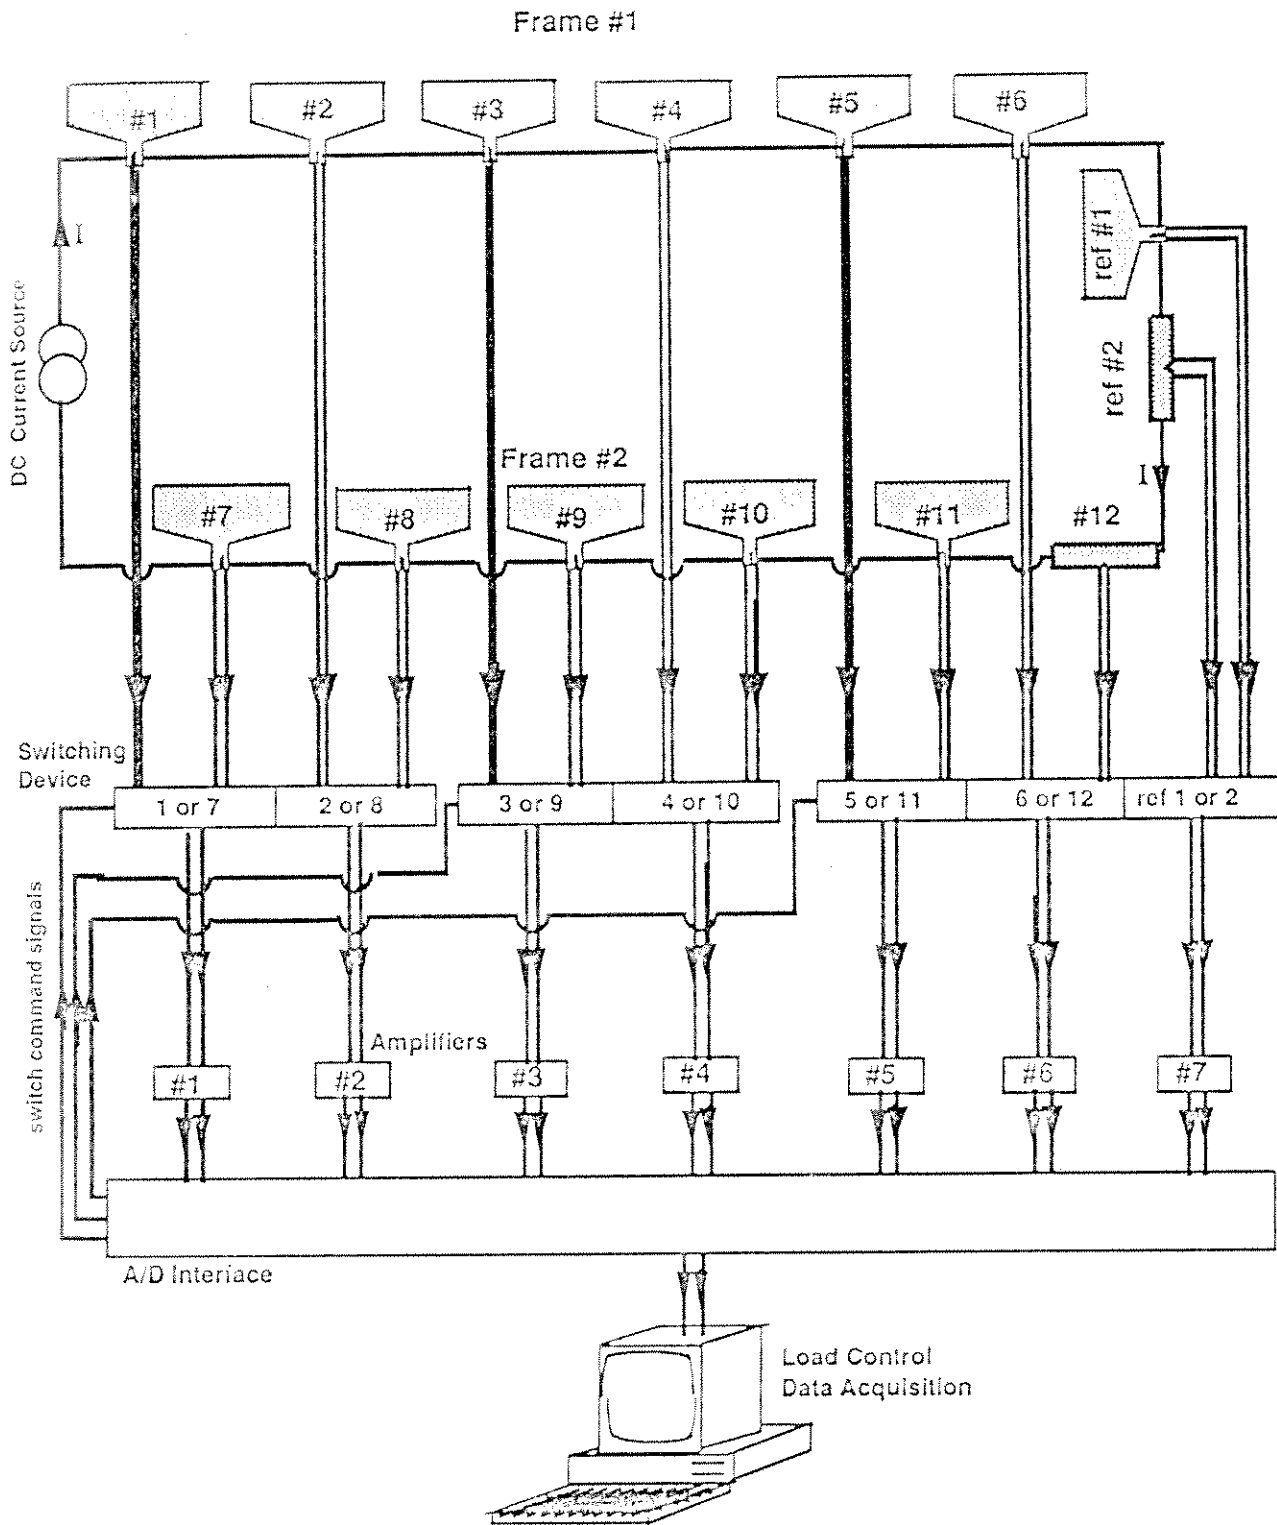 Frame #1
#1
#2
#3
#4
#5
#6
ref #1
I
DC Current Source
ref #2
Frame #2
I
#7
#8
#9
#10
#11
#12
Switching
Device
1 or 7
2 or 8
3 or 9
4 or 10
5 or 11
6 or 12
ref 1 or 2
switch command signals
Amplifiers
#1
#2
#3
#4
#5
#6
#7
A/D Interface
Load Control
Data Acquisition